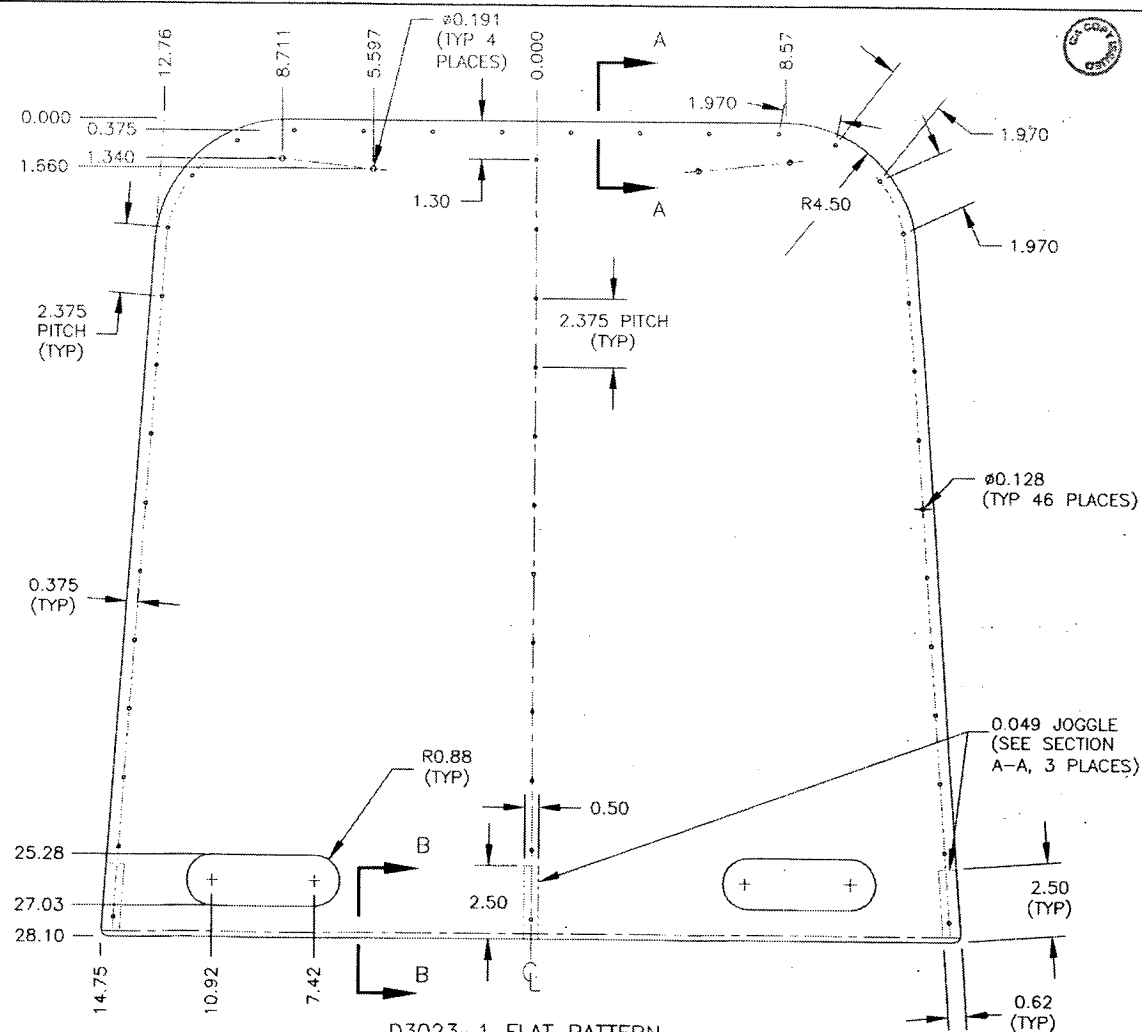 12.76
8.711
5.597
ø0.191
(TYP 4
PLACES)
0.000
A
8.57
0.000
0.375
1.340
1.660
1.970
1.970
1.30
A
R4.50
1.970
2.375
PITCH
(TYP)
2.375 PITCH
(TYP)
ø0.128
(TYP 46 PLACES)
0.375
(TYP)
0.049 JOGGLE
(SEE SECTION
A-A, 3 PLACES)
R0.88
(TYP)
0.50
25.28
B
27.03
2.50
2.50
(TYP)
28.10
14.75
10.92
7.42
B
CL
0.62
(TYP)
D3023-1 FLAT PATTERN